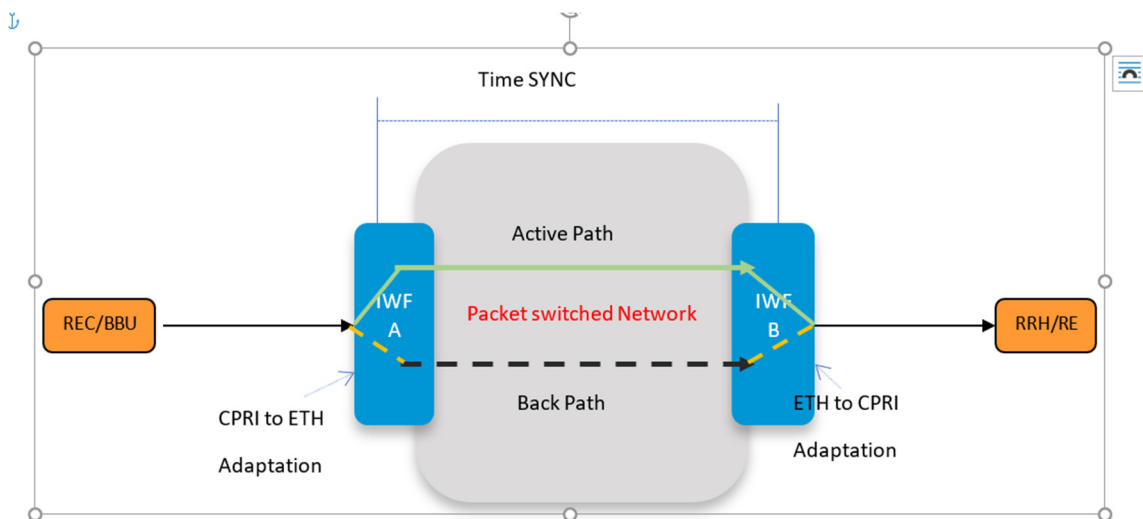 Time SYNC
Active Path
IWF
A
Packet switched Network
IWF
B
REC/BBU
RRH/RE
Back Path
CPRI to ETH
Adaptation
ETH to CPRI
Adaptation